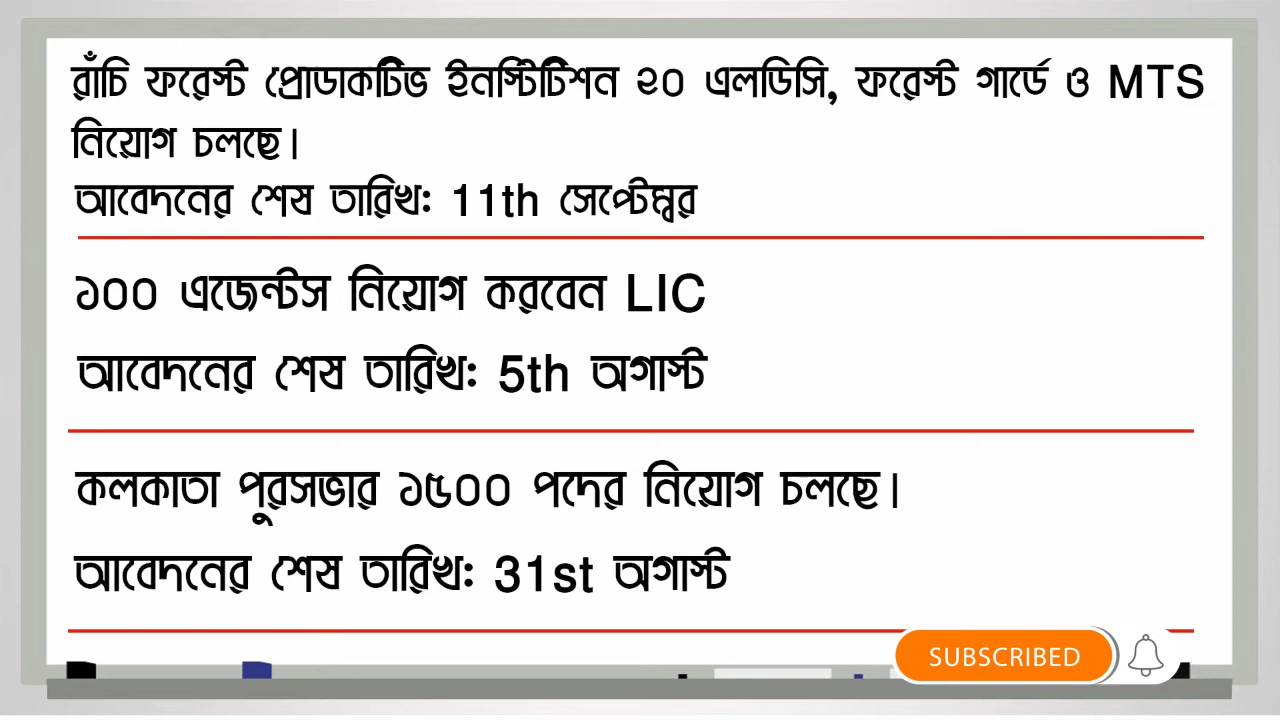 রাঁচি ফরেস্ট প্রোডাকটিভ ইনস্টিটিশন ২০ এলডিসি, ফরেস্ট গার্ডে ও MTS
নিয়োগ চলছে।
আবেদনের শেষ তারিখ: 11th সেপ্টেম্বর
১০০ এজেন্টস নিয়োগ করবেন LIC
আবেদনের শেষ তারিখ: 5th অগাস্ট
কলকাতা পুরসভার ১৫০০ পদের নিয়োগ চলছে।
আবেদনের শেষ তারিখ: 31st অগাস্ট
SUBSCRIBED